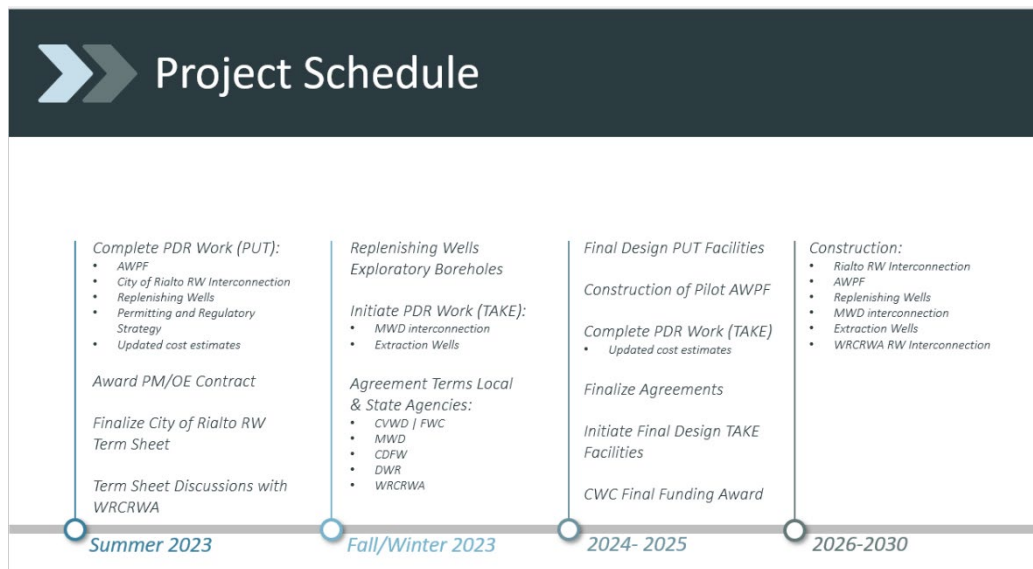 Project Schedule
Complete PDR Work (PUT):
• AWPF
• City of Rialto RW Interconnection
• Replenishing Wells
• Permitting and Regulatory
Strategy
• Updated cost estimates
Award PM/OE Contract
Finalize City of Rialto RW
Term Sheet
Term Sheet Discussions with
WRCRWA
Summer 2023
Replenishing Wells
Exploratory Boreholes
Initiate PDR Work (TAKE):
• MWD interconnection
• Extraction Wells
Agreement Terms Local
& State Agencies:
• CVWD | FWC
• MWD
• CDFW
• DWR
• WRCRWA
Fall/Winter 2023
Final Design PUT Facilities
Construction of Pilot AWPF
Complete PDR Work (TAKE)
• Updated cost estimates
Finalize Agreements
Initiate Final Design TAKE
Facilities
CWC Final Funding Award
2024- 2025
Construction:
• Rialto RW Interconnection
• AWPF
• Replenishing Wells
• MWD interconnection
• Extraction Wells
• WRCRWA RW Interconnection
2026-2030